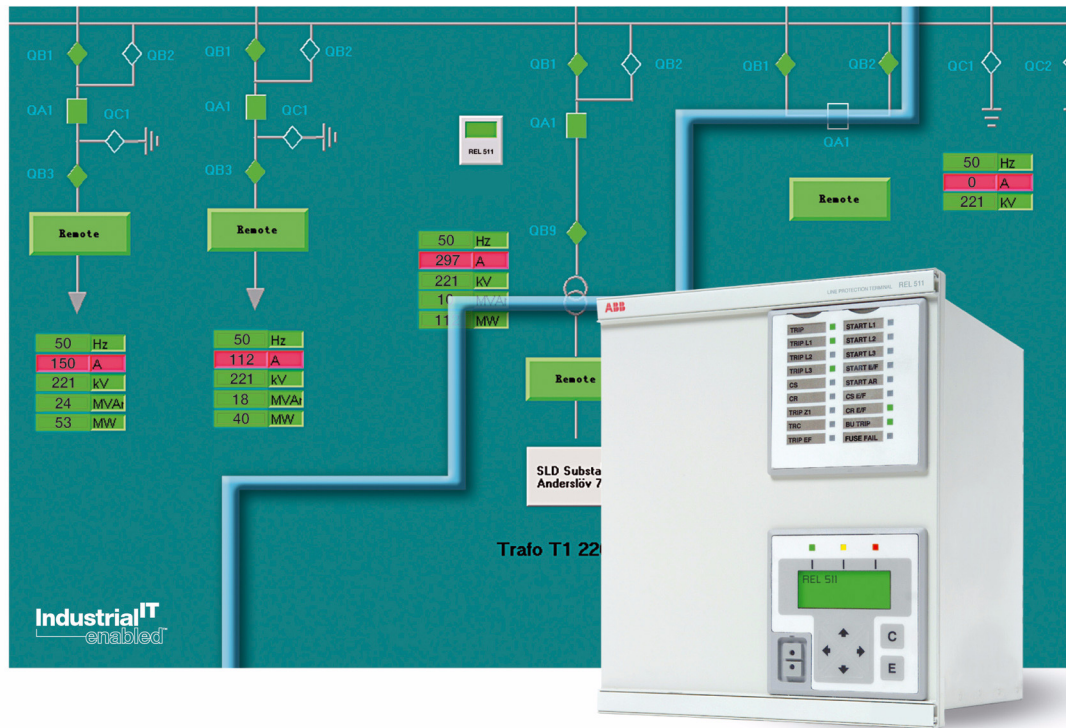 QB1
QB2
QB1
QB2
QB1
QB2
QB1
QB2
QC1
QC2
QA1
QC1
QA1
QC1
QA1
QA1
REL 511
QB3
QB3
QB9
Remote
Remote
Remote
50 Hz
0 A
221 kV
50 Hz
297 A
221 kV
MVA
MW
50 Hz
150 A
221 kV
24 MVAr
53 MW
50 Hz
112 A
221 kV
18 MVAr
40 MW
Remote
SLD Substa
Anderslöv 7
Trafo T1 22
IndustrialIT
enabled™
ABB
LINE PROTECTION TERMINAL REL 511
TRIP START L1
TRIP L1 START L2
TRIP L2 START L3
TRIP L3 START E/F
CS START AR
CR CS E/F
TRIP Z1 CR E/F
TRC BU TRIP
TRIP EF FUSE FAIL
REL 511
C
E